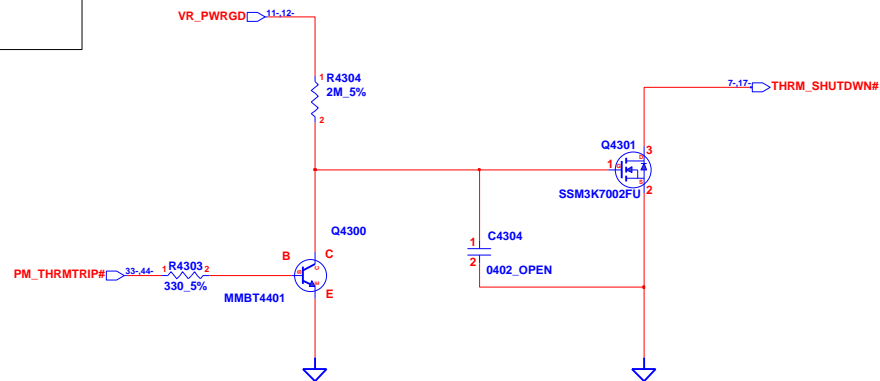 VR_PWRGD 11-,12-
1 R4304
2M_5%
2
7-,17- THRM_SHUTDWN#
Q4301
3
D
1 G
S
2
SSM3K7002FU
Q4300
B C
C
B
E
E
MMBT4401
1 C4304
2
0402_OPEN
PM_THRMTRIP# 33-,44- 1 R4303 2
330_5%